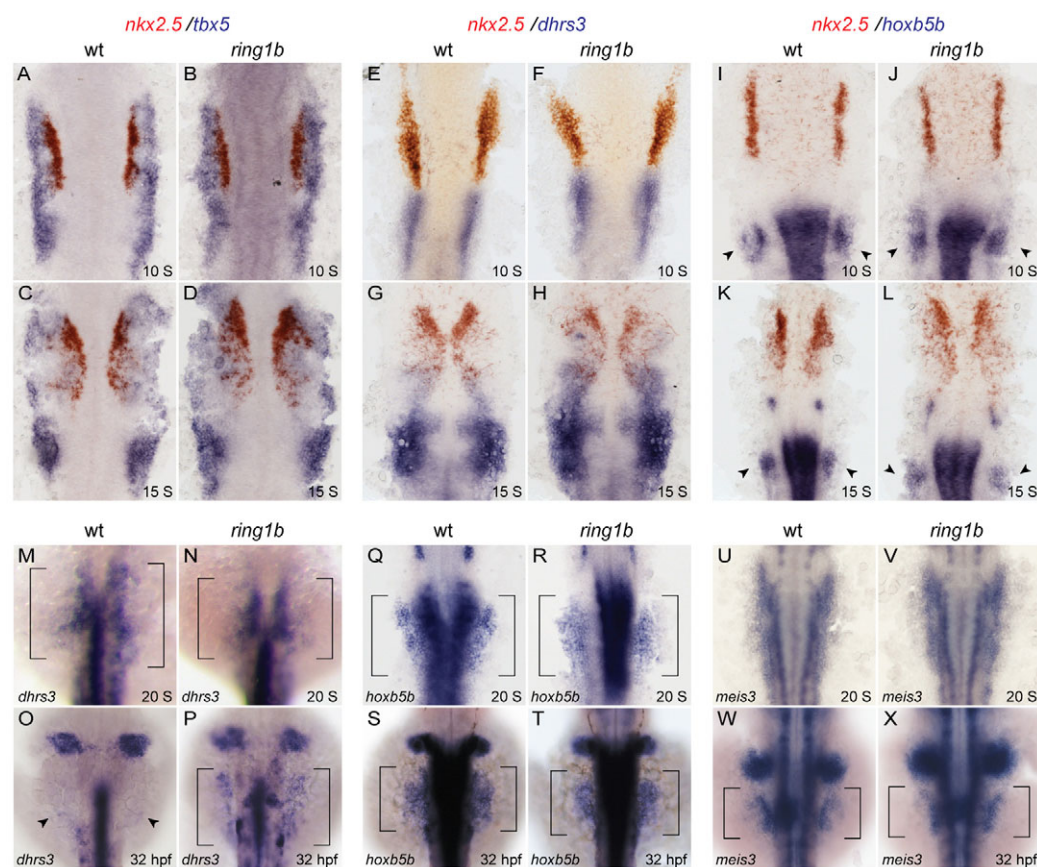 nkx2.5 /tbx5 nkx2.5 /dhrs3 nkx2.5 /hoxb5b
wt ring1b wt ring1b wt ring1b
A B E F I J
10 S 10 S 10 S 10 S 10 S 10 S
C D G H K L
15 S 15 S 15 S 15 S 15 S 15 S
wt ring1b wt ring1b wt ring1b
M N Q R U V
dhrs3 20 S dhrs3 20 S hoxb5b 20 S hoxb5b 20 S meis3 20 S meis3 20 S
O P S T W X
dhrs3 32 hpf dhrs3 32 hpf hoxb5b 32 hpf hoxb5b 32 hpf meis3 32 hpf meis3 32 hpf